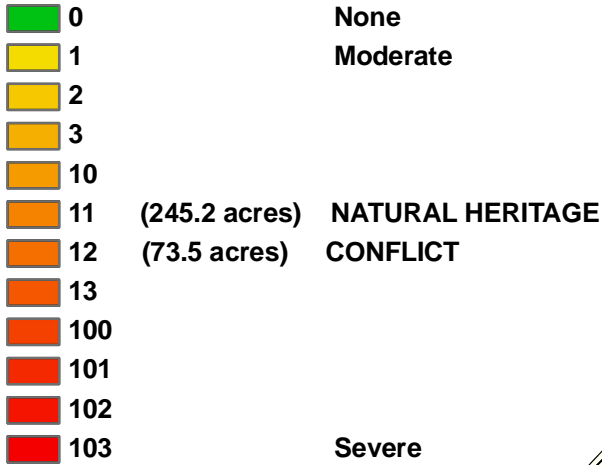 0 None
1 Moderate
2
3
10
11 (245.2 acres) NATURAL HERITAGE
12 (73.5 acres) CONFLICT
13
100
101
102
103 Severe